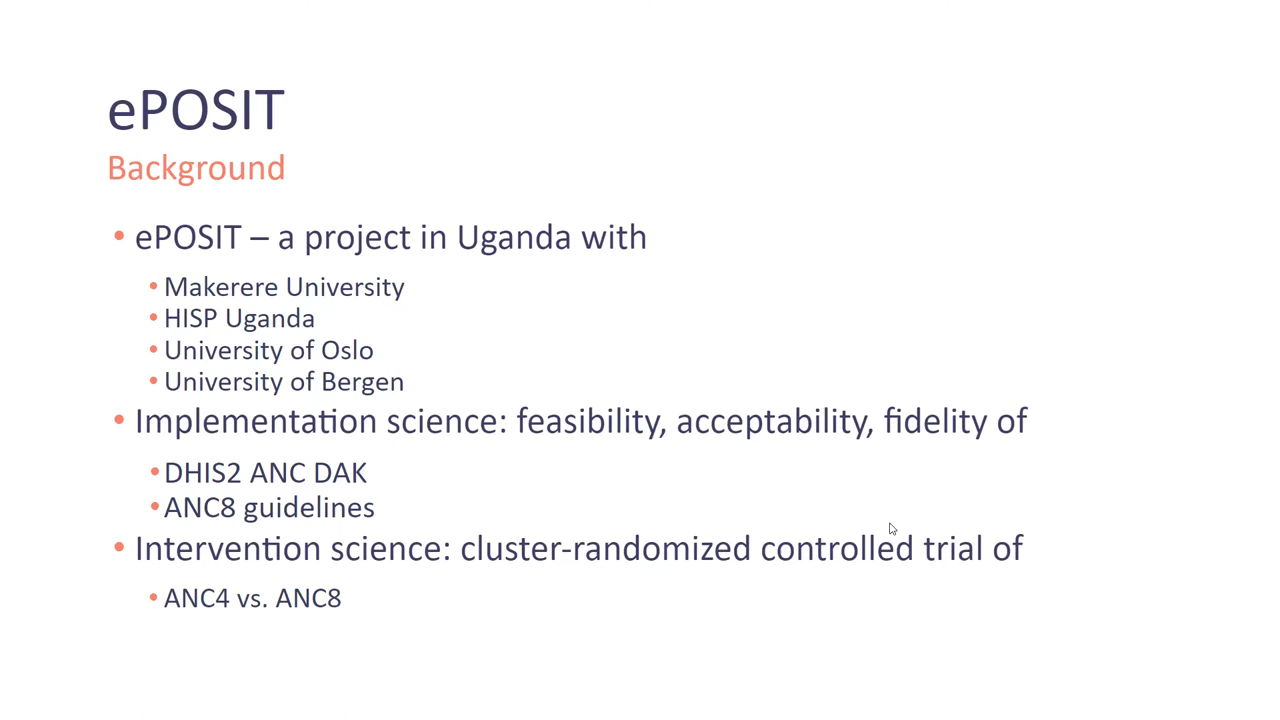 ePOSIT
Background
• ePOSIT – a project in Uganda with
• Makerere University
• HISP Uganda
• University of Oslo
• University of Bergen
• Implementation science: feasibility, acceptability, fidelity of
• DHIS2 ANC DAK
• ANC8 guidelines
• Intervention science: cluster-randomized controlled trial of
• ANC4 vs. ANC8